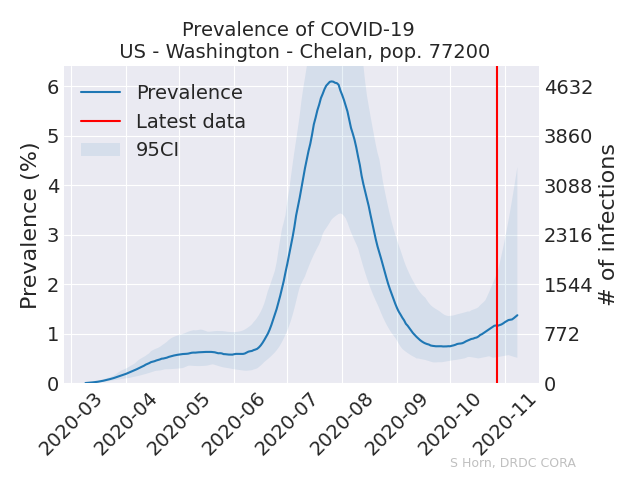 Prevalence of COVID-19
US - Washington - Chelan, pop. 77200
Prevalence
Latest data
95CI
Prevalence (%)
6
5
4
3
2
1
0
4632
3860
3088
2316
1544
772
0
# of infections
2020-03
2020-04
2020-05
2020-06
2020-07
2020-08
2020-09
2020-10
2020-11
S Horn, DRDC CORA